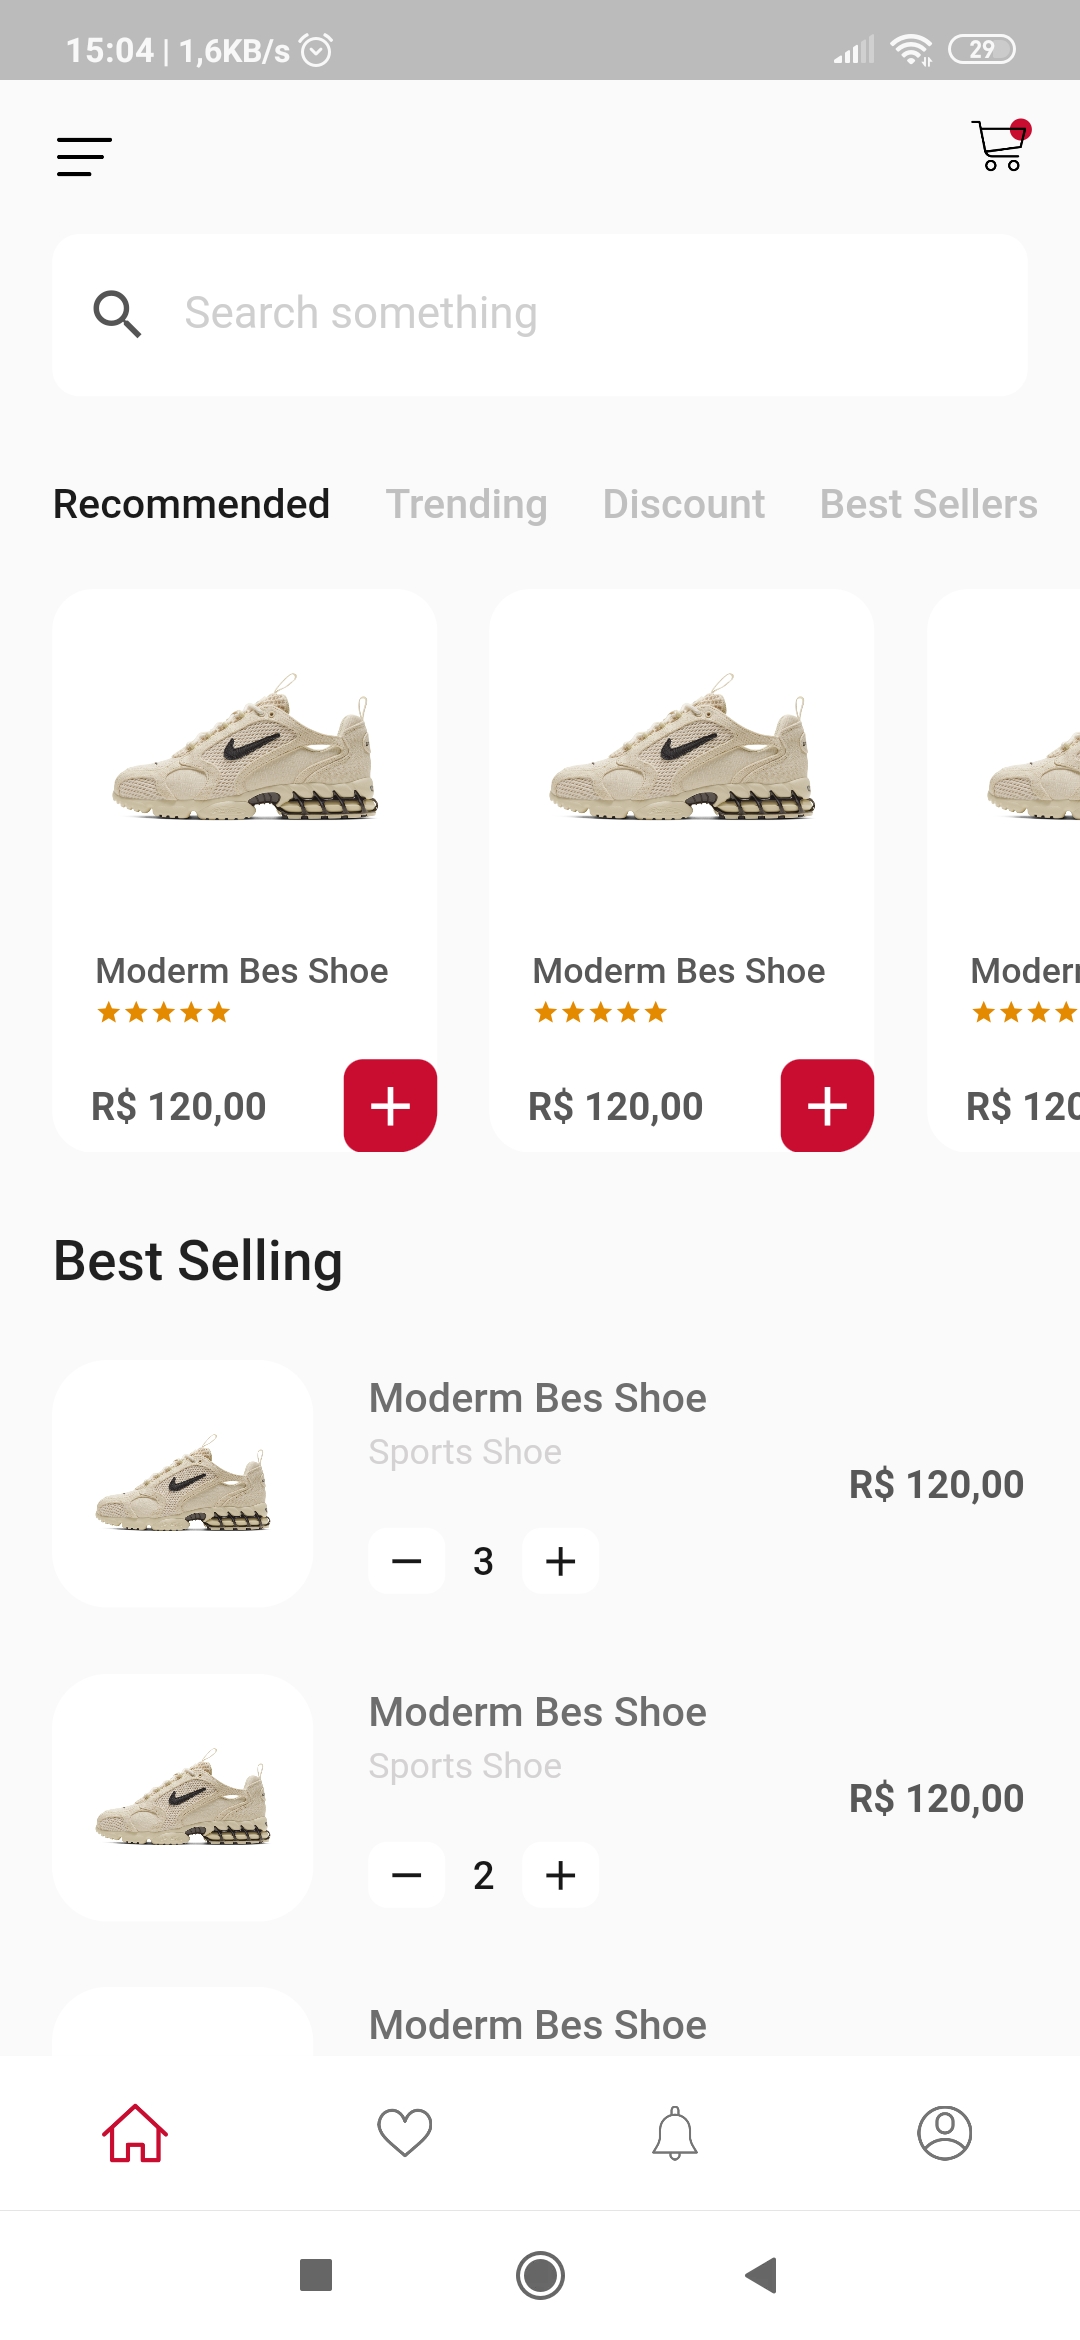 15:04 | 1,6KB/s
29
Search something
Recommended Trending Discount Best Sellers
Moderm Bes Shoe Moderm Bes Shoe
R$ 120,00 R$ 120,00
Best Selling
Moderm Bes Shoe
Sports Shoe
R$ 120,00
3
Moderm Bes Shoe
Sports Shoe
R$ 120,00
2
Moderm Bes Shoe